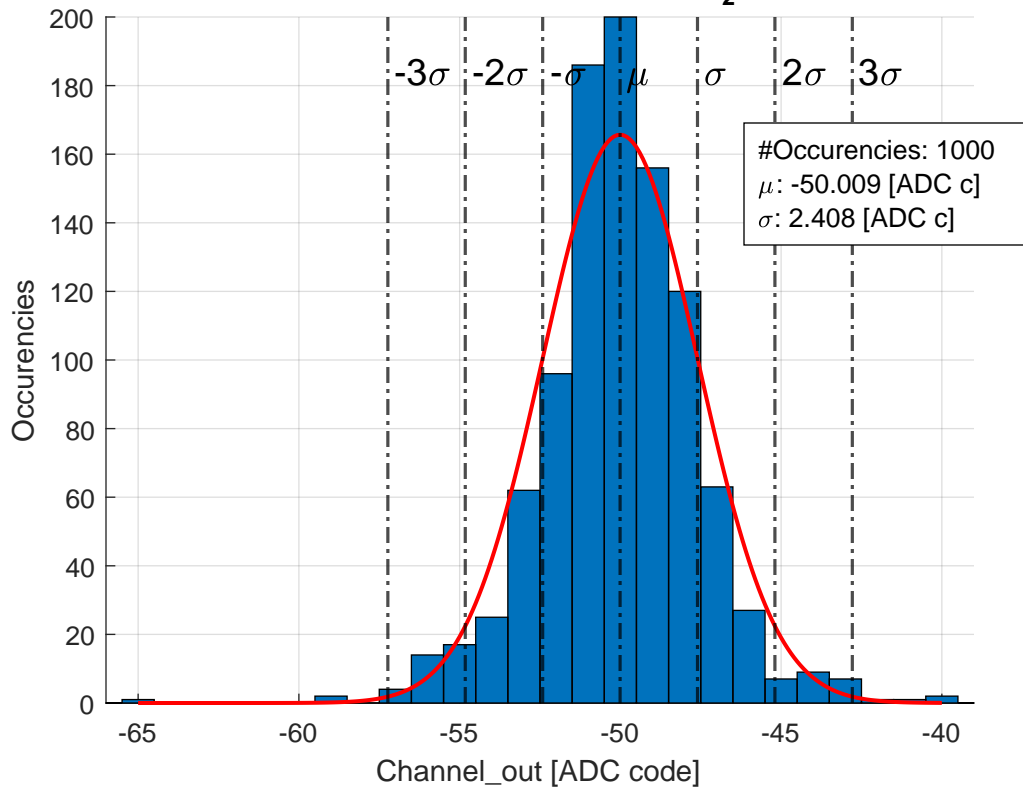 2
200
180
160
140
120
100
80
60
40
20
0
Occurencies
-3σ -2σ -σ μ σ 2σ 3σ
#Occurencies: 1000
μ: -50.009 [ADC c]
σ: 2.408 [ADC c]
-65 -60 -55 -50 -45 -40
Channel_out [ADC code]